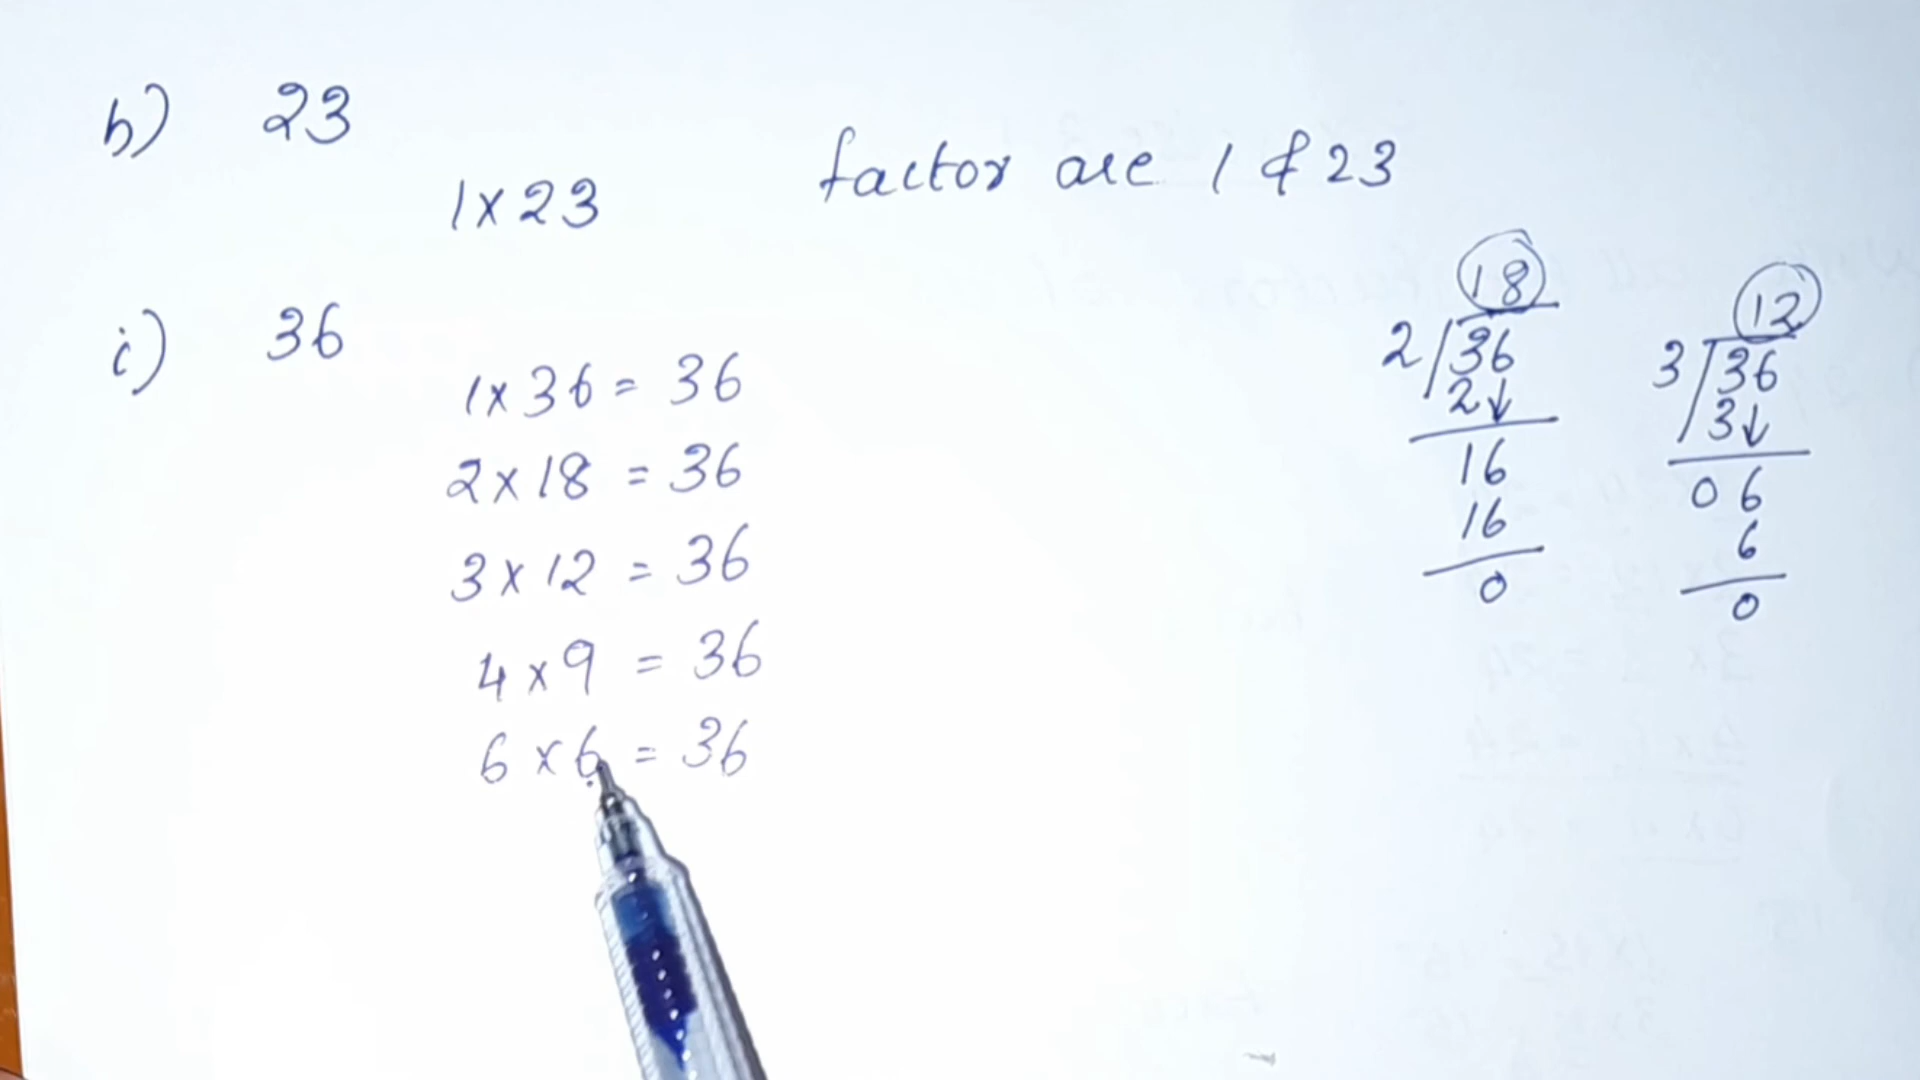 h) 23
1 x 23
factor are 1 & 23
i) 36
1 x 36 = 36
2 x 18 = 36
3 x 12 = 36
4 x 9 = 36
6 x 6 = 36
18
2 36
2↓
16
16
0
12
3 36
3↓
06
6
0